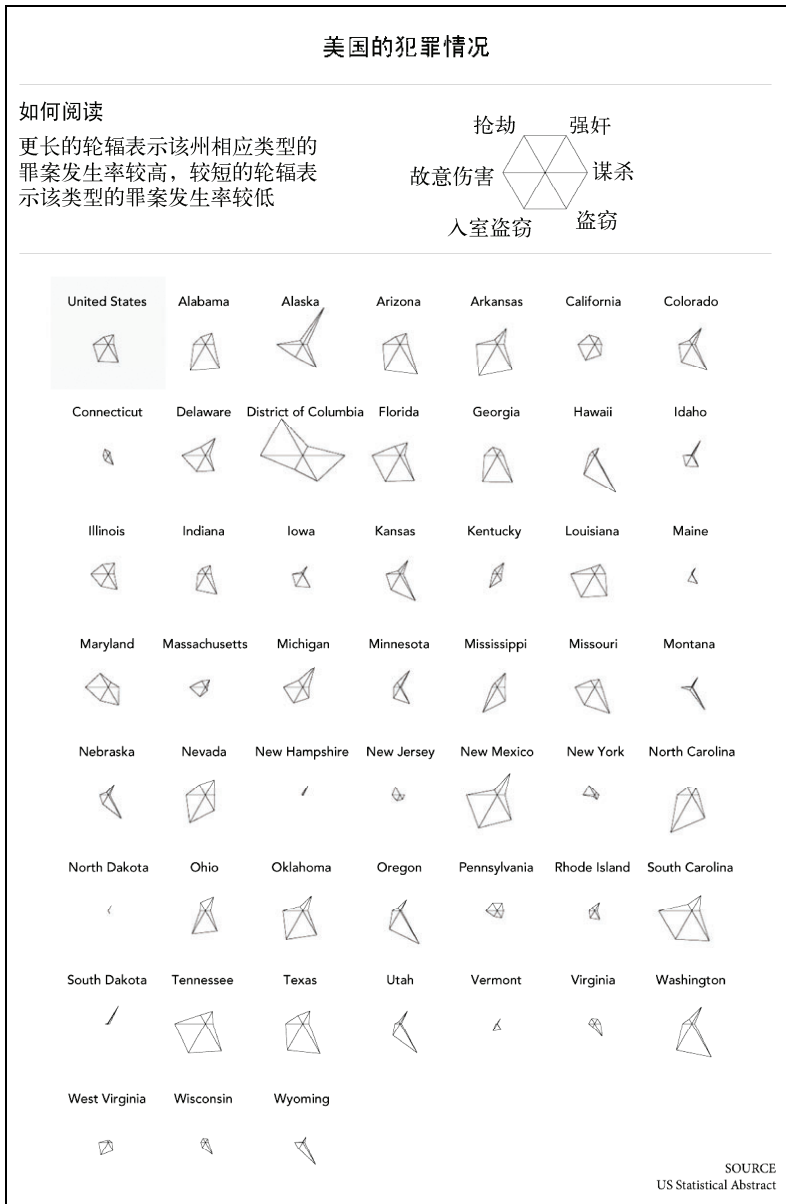 美国的犯罪情况
如何阅读
更长的轮辐表示该州相应类型的
罪案发生率较高，较短的轮辐表
示该类型的罪案发生率较低
抢劫
强奸
故意伤害
谋杀
入室盗窃
盗窃
United States
Alabama
Alaska
Arizona
Arkansas
California
Colorado
Connecticut
Delaware
District of Columbia
Florida
Georgia
Hawaii
Idaho
Illinois
Indiana
Iowa
Kansas
Kentucky
Louisiana
Maine
Maryland
Massachusetts
Michigan
Minnesota
Mississippi
Missouri
Montana
Nebraska
Nevada
New Hampshire
New Jersey
New Mexico
New York
North Carolina
North Dakota
Ohio
Oklahoma
Oregon
Pennsylvania
Rhode Island
South Carolina
South Dakota
Tennessee
Texas
Utah
Vermont
Virginia
Washington
West Virginia
Wisconsin
Wyoming
SOURCE
US Statistical Abstract